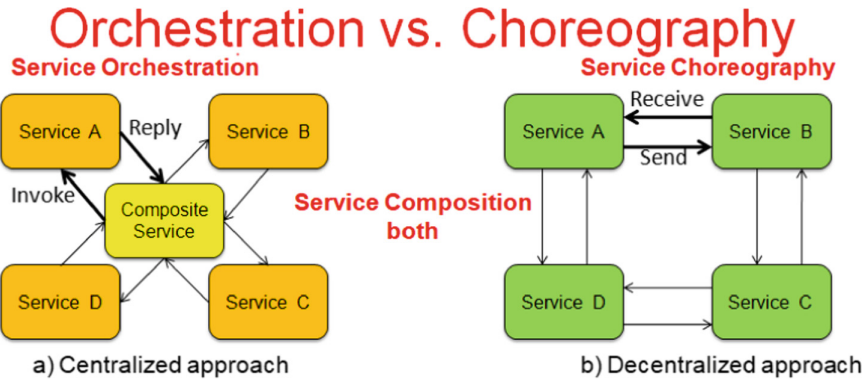 Orchestration vs. Choreography
Service Orchestration
Service A
Reply
Service B
Invoke
Composite
Service
Service D
Service C
a) Centralized approach
Service Composition
both
Service Choreography
Receive
Service A
Service B
Send
Service D
Service C
b) Decentralized approach